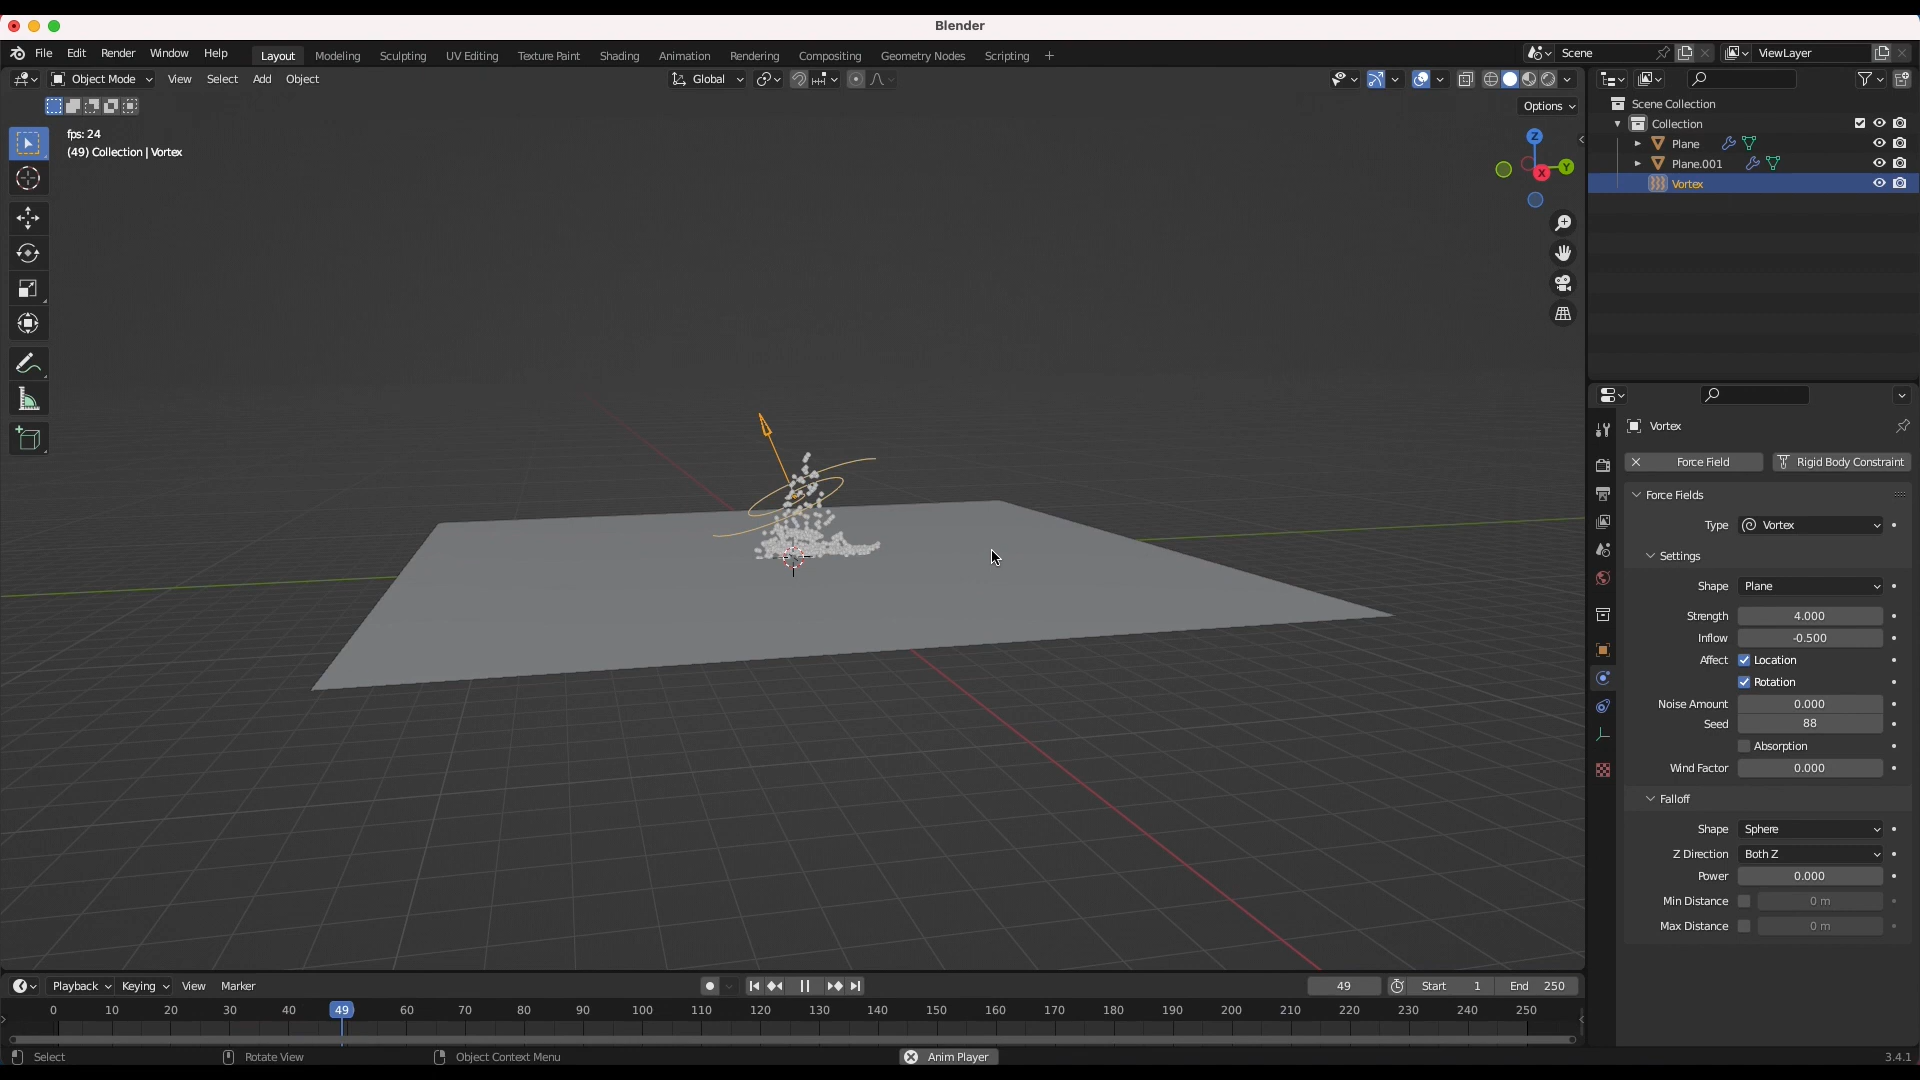 Blender
File Edit Render Window Help Layout Modeling Sculpting UV Editing Texture Paint Shading Animation Rendering Compositing Geometry Nodes Scripting + Scene ViewLayer
Object Mode View Select Add Object Global
Options
fps: 24
(49) Collection | Vortex
Z
Y
X
Scene Collection
Collection
Plane
Plane.001
Vortex
Vortex
Force Field Rigid Body Constraint
Force Fields
Type Vortex
Settings
Shape Plane
Strength 4.000
Inflow -0.500
Affect Location
Rotation
Noise Amount 0.000
Seed 88
Absorption
Wind Factor 0.000
Falloff
Shape Sphere
Z Direction Both Z
Power 0.000
Min Distance 0 m
Max Distance 0 m
Playback Keying View Marker 49 Start 1 End 250
0 10 20 30 40 49 60 70 80 90 100 110 120 130 140 150 160 170 180 190 200 210 220 230 240 250
Select Rotate View Object Context Menu Anim Player 3.4.1